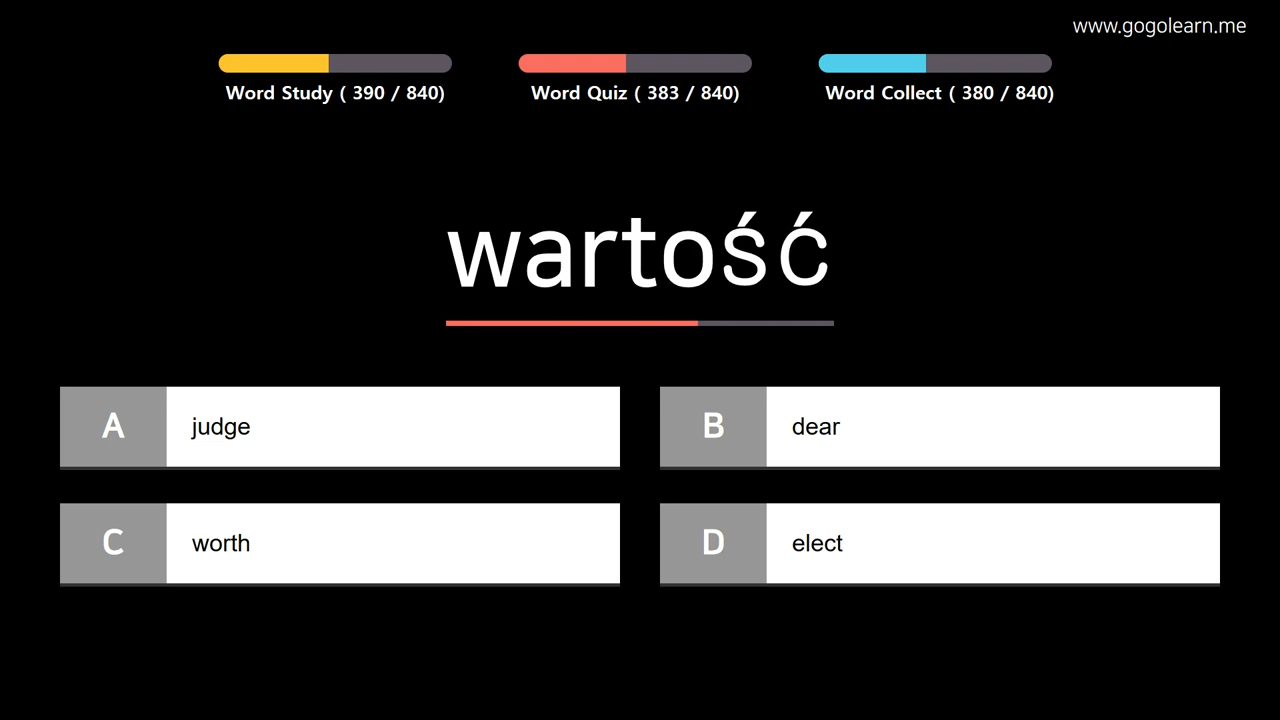 www.gogolearn.me
Word Study ( 390 / 840)
Word Quiz ( 383 / 840)
Word Collect ( 380 / 840)
wartość
A judge
B dear
C worth
D elect